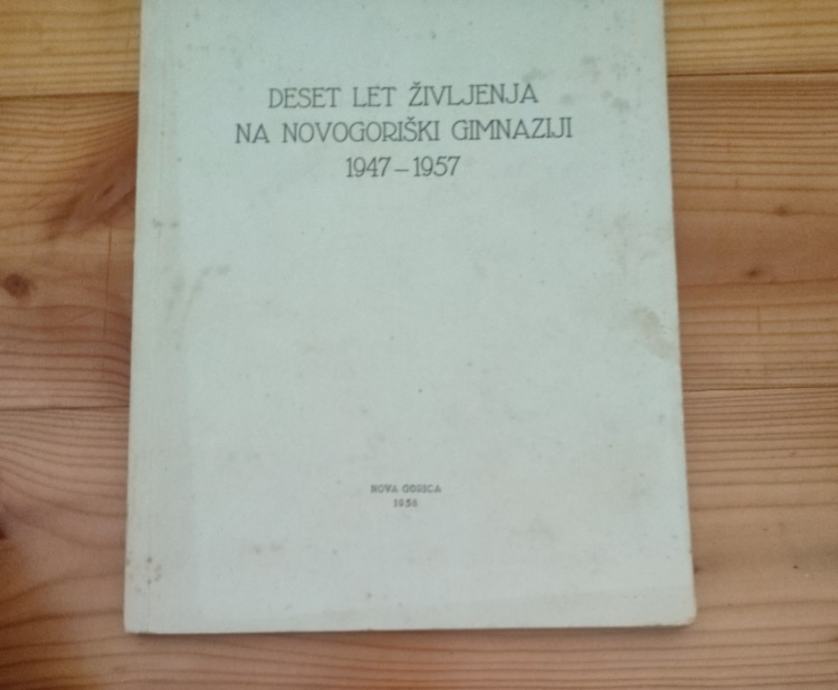 DESET LET ŽIVLJENJA
NA NOVOGORIŠKI GIMNAZIJI
1947 – 1957
NOVA GORICA